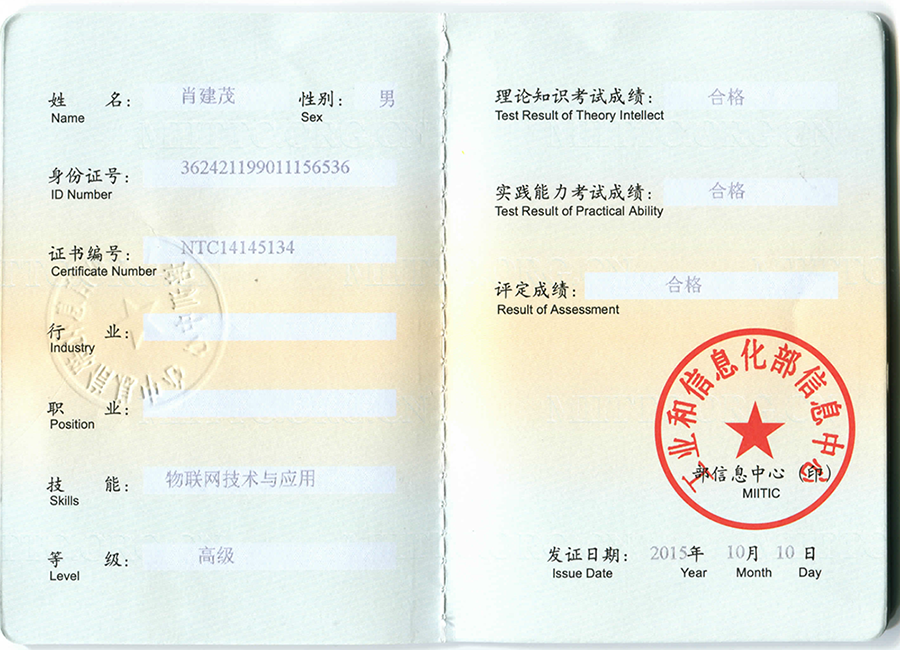 姓 名： 肖建茂 性别： 男
Name Sex
身份证号： 362421199011156536
ID Number
证书编号： NTC14145134
Certificate Number
行 业：
Industry
职 业：
Position
技 能： 物联网技术与应用
Skills
等 级： 高级
Level
理论知识考试成绩： 合格
Test Result of Theory Intellect
实践能力考试成绩： 合格
Test Result of Practical Ability
评定成绩： 合格
Result of Assessment
工业和信息化部信息中心
部信息中心（印）
MIITIC
发证日期： 2015年 10月 10日
Issue Date Year Month Day